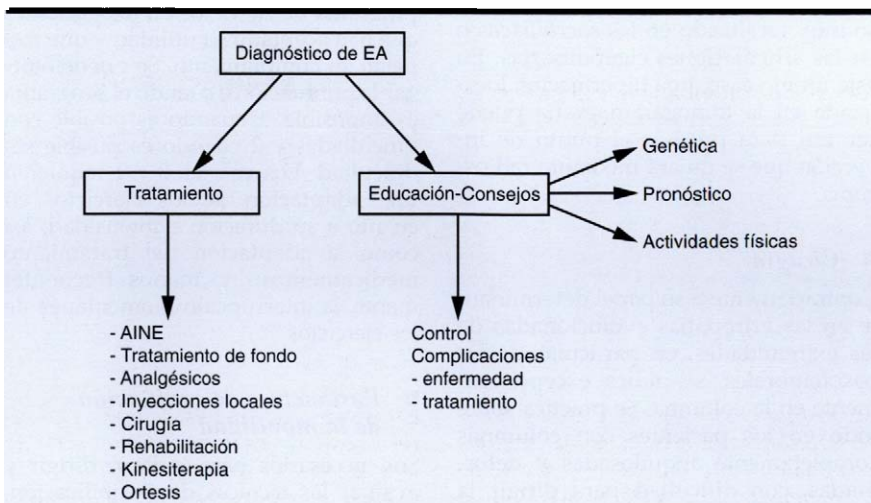 Diagnóstico de EA
Tratamiento
Educación-Consejos
Genética
Pronóstico
Actividades físicas
- AINE
- Tratamiento de fondo
- Analgésicos
- Inyecciones locales
- Cirugía
- Rehabilitación
- Kinesiterapia
- Ortesis
Control
Complicaciones
- enfermedad
- tratamiento